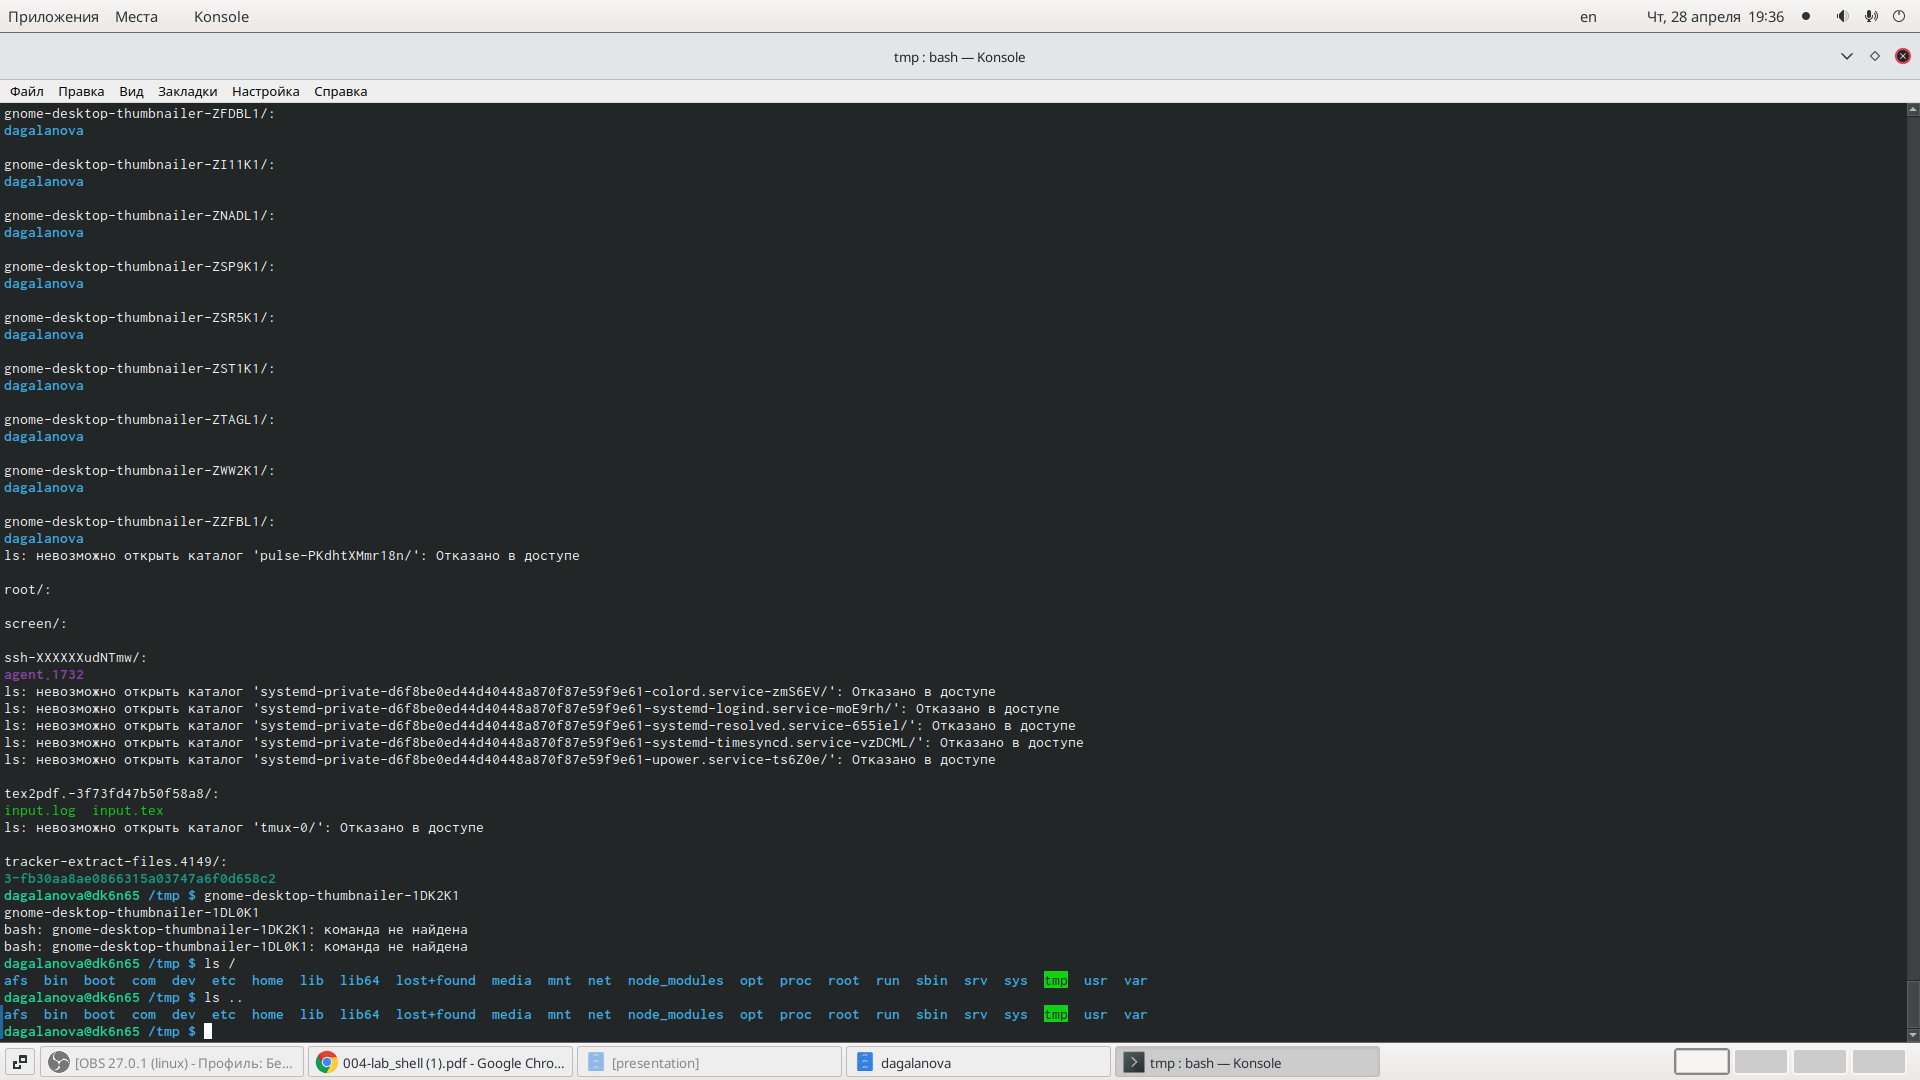 Приложения Места Konsole en Чт, 28 апреля 19:36
tmp : bash — Konsole
Файл Правка Вид Закладки Настройка Справка
gnome-desktop-thumbnailer-ZFDBL1/:
dagalanova
gnome-desktop-thumbnailer-ZI11K1/:
dagalanova
gnome-desktop-thumbnailer-ZNADL1/:
dagalanova
gnome-desktop-thumbnailer-ZSP9K1/:
dagalanova
gnome-desktop-thumbnailer-ZSR5K1/:
dagalanova
gnome-desktop-thumbnailer-ZST1K1/:
dagalanova
gnome-desktop-thumbnailer-ZTAGL1/:
dagalanova
gnome-desktop-thumbnailer-ZWW2K1/:
dagalanova
gnome-desktop-thumbnailer-ZZFBL1/:
dagalanova
ls: невозможно открыть каталог 'pulse-PKdhtXMmr18n/': Отказано в доступе
root/:
screen/:
ssh-XXXXXXudNTmw/:
agent.1732
ls: невозможно открыть каталог 'systemd-private-d6f8be0ed44d40448a870f87e59f9e61-colord.service-zmS6EV/': Отказано в доступе
ls: невозможно открыть каталог 'systemd-private-d6f8be0ed44d40448a870f87e59f9e61-systemd-logind.service-moE9rh/': Отказано в доступе
ls: невозможно открыть каталог 'systemd-private-d6f8be0ed44d40448a870f87e59f9e61-systemd-resolved.service-655iel/': Отказано в доступе
ls: невозможно открыть каталог 'systemd-private-d6f8be0ed44d40448a870f87e59f9e61-systemd-timesyncd.service-vzDCML/': Отказано в доступе
ls: невозможно открыть каталог 'systemd-private-d6f8be0ed44d40448a870f87e59f9e61-upower.service-ts6Z0e/': Отказано в доступе
tex2pdf.-3f73fd47b50f58a8/:
input.log input.tex
ls: невозможно открыть каталог 'tmux-0/': Отказано в доступе
tracker-extract-files.4149/:
3-fb30aa8ae0866315a03747a6f0d658c2
dagalanova@dk6n65 /tmp $ gnome-desktop-thumbnailer-1DK2K1
gnome-desktop-thumbnailer-1DL0K1
bash: gnome-desktop-thumbnailer-1DK2K1: команда не найдена
bash: gnome-desktop-thumbnailer-1DL0K1: команда не найдена
dagalanova@dk6n65 /tmp $ ls /
afs bin boot com dev etc home lib lib64 lost+found media mnt net node_modules opt proc root run sbin srv sys tmp usr var
dagalanova@dk6n65 /tmp $ ls ..
afs bin boot com dev etc home lib lib64 lost+found media mnt net node_modules opt proc root run sbin srv sys tmp usr var
dagalanova@dk6n65 /tmp $
[OBS 27.0.1 (linux) - Профиль: Бе... 004-lab_shell (1).pdf - Google Chro... [presentation] dagalanova tmp : bash — Konsole